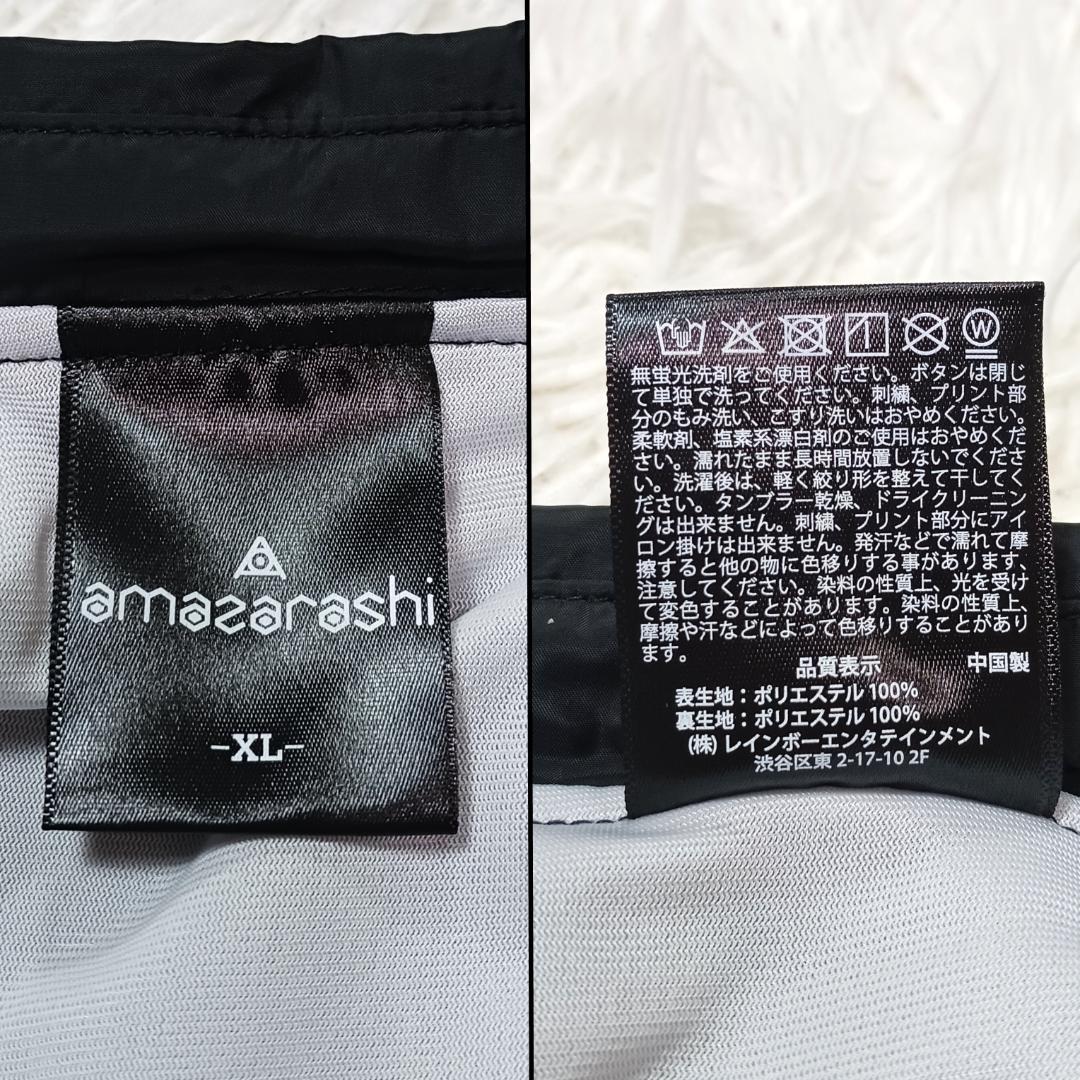 amazarashi
-XL-
W
無蛍光洗剤をご使用ください。ボタンは閉じ
て単独で洗ってください。刺繍、プリント部
分のもみ洗い、こすり洗いはおやめください。
柔軟剤、塩素系漂白剤のご使用はおやめくだ
さい。濡れたまま長時間放置しないでくださ
い。洗濯後は、軽く絞り形を整えて干してく
ださい。タンブラー乾燥、ドライクリーニン
グは出来ません。刺繍、プリント部分にアイ
ロン掛けは出来ません。発汗などで濡れて摩
擦すると他の物に色移りする事があります、
注意してください。染料の性質上、光を受け
て変色することがあります。染料の性質上、
摩擦や汗などによって色移りすることがあり
ます。
品質表示 中国製
表生地：ポリエステル 100%
裏生地：ポリエステル 100%
(株) レインボーエンタテインメント
渋谷区東 2-17-10 2F